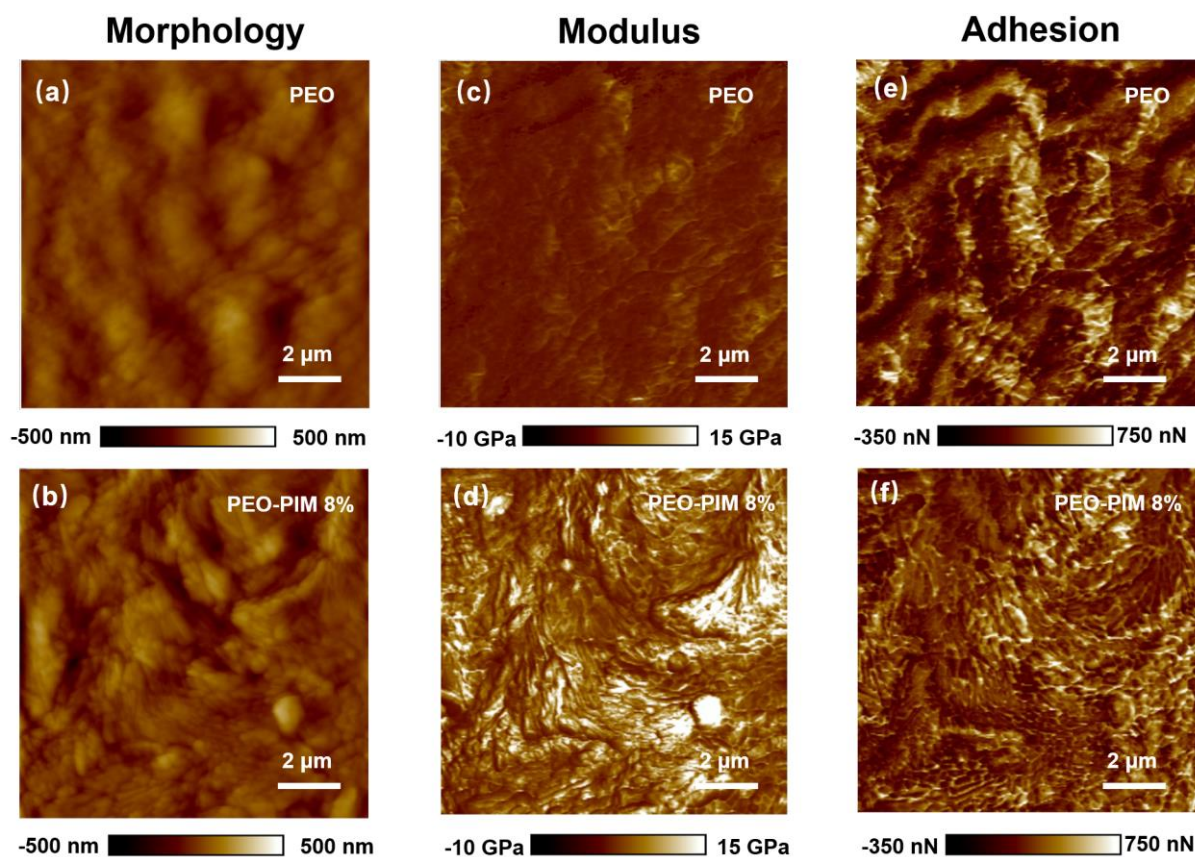 Morphology Modulus Adhesion
(a) PEO (c) PEO (e) PEO
2 μm 2 μm 2 μm
-500 nm 500 nm -10 GPa 15 GPa -350 nN 750 nN
(b) PEO-PIM 8% (d) PEO-PIM 8% (f) PEO-PIM 8%
2 μm 2 μm 2 μm
-500 nm 500 nm -10 GPa 15 GPa -350 nN 750 nN